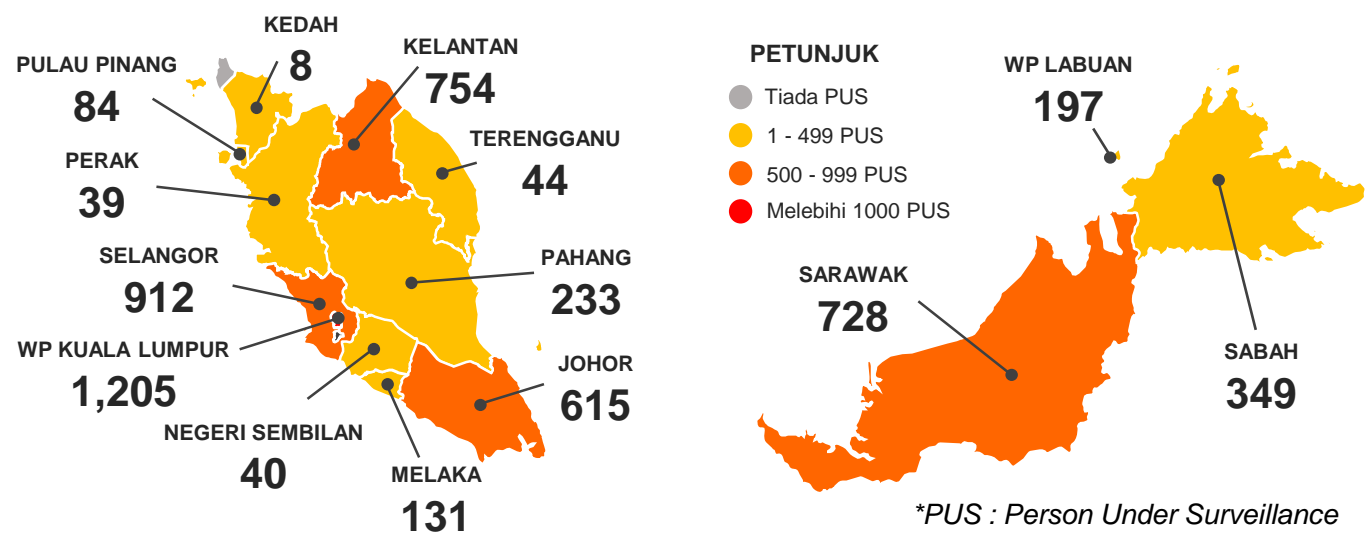 KEDAH
8
KELANTAN
754
PULAU PINANG
84
TERENGGANU
44
PERAK
39
SELANGOR
912
PAHANG
233
WP KUALA LUMPUR
1,205
JOHOR
615
NEGERI SEMBILAN
40
MELAKA
131
PETUNJUK
Tiada PUS
1 - 499 PUS
500 - 999 PUS
Melebihi 1000 PUS
WP LABUAN
197
SARAWAK
728
SABAH
349
*PUS : Person Under Surveillance